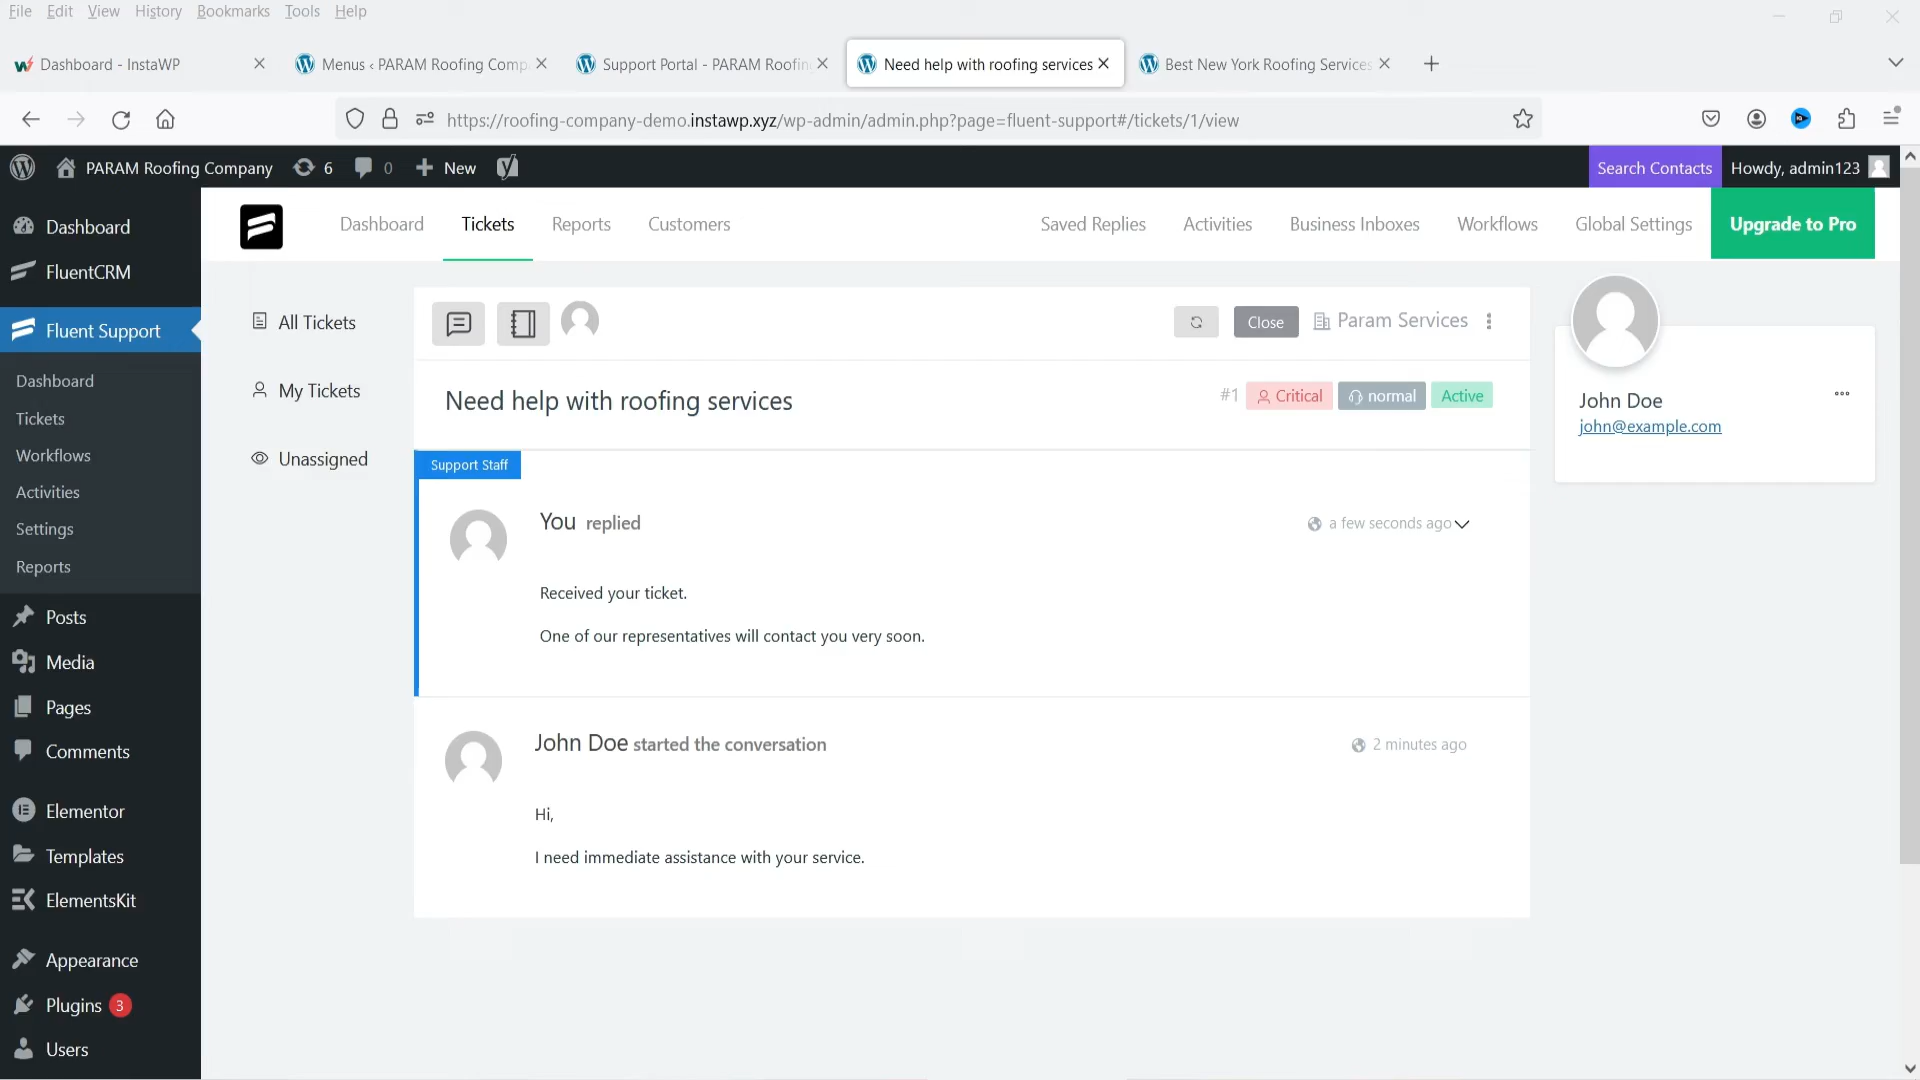 File Edit View History Bookmarks Tools Help
Dashboard - InstaWP
Menus ‹ PARAM Roofing Comp
Support Portal - PARAM Roofin
Need help with roofing services
Best New York Roofing Services
https://roofing-company-demo.instawp.xyz/wp-admin/admin.php?page=fluent-support#/tickets/1/view
PARAM Roofing Company 6 0 New
Search Contacts Howdy, admin123
Dashboard
FluentCRM
Fluent Support
Dashboard
Tickets
Workflows
Activities
Settings
Reports
Posts
Media
Pages
Comments
Elementor
Templates
ElementsKit
Appearance
Plugins 3
Users
Dashboard Tickets Reports Customers Saved Replies Activities Business Inboxes Workflows Global Settings Upgrade to Pro
All Tickets
My Tickets
Unassigned
Close Param Services
Need help with roofing services
#1 Critical normal Active
Support Staff
You replied
a few seconds ago
Received your ticket.
One of our representatives will contact you very soon.
John Doe started the conversation
2 minutes ago
Hi,
I need immediate assistance with your service.
John Doe
john@example.com